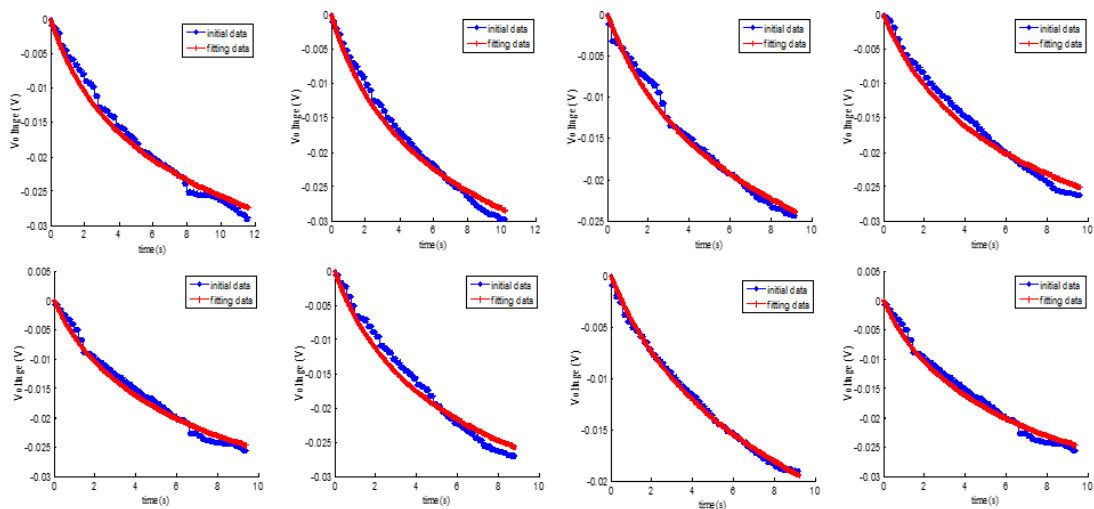 0
-0.005
-0.01
-0.015
-0.02
-0.025
-0.03
Voltage (V)
initial data
fitting data
0 2 4 6 8 10 12
time(s)
0
-0.005
-0.01
-0.015
-0.02
-0.025
-0.03
Voltage (V)
initial data
fitting data
0 2 4 6 8 10 12
time(s)
0
-0.005
-0.01
-0.015
-0.02
-0.025
Voltage (V)
initial data
fitting data
0 2 4 6 8 10
time(s)
0
-0.005
-0.01
-0.015
-0.02
-0.025
-0.03
Voltage (V)
initial data
fitting data
0 2 4 6 8 10
time(s)
0.005
0
-0.005
-0.01
-0.015
-0.02
-0.025
-0.03
Voltage (V)
initial data
fitting data
0 2 4 6 8 10
time(s)
0
-0.005
-0.01
-0.015
-0.02
-0.025
-0.03
Voltage (V)
initial data
fitting data
0 2 4 6 8 10
time(s)
0
-0.005
-0.01
-0.015
-0.02
Voltage (V)
initial data
fitting data
0 2 4 6 8 10
time(s)
0.005
0
-0.005
-0.01
-0.015
-0.02
-0.025
-0.03
Voltage (V)
initial data
fitting data
0 2 4 6 8 10
time(s)